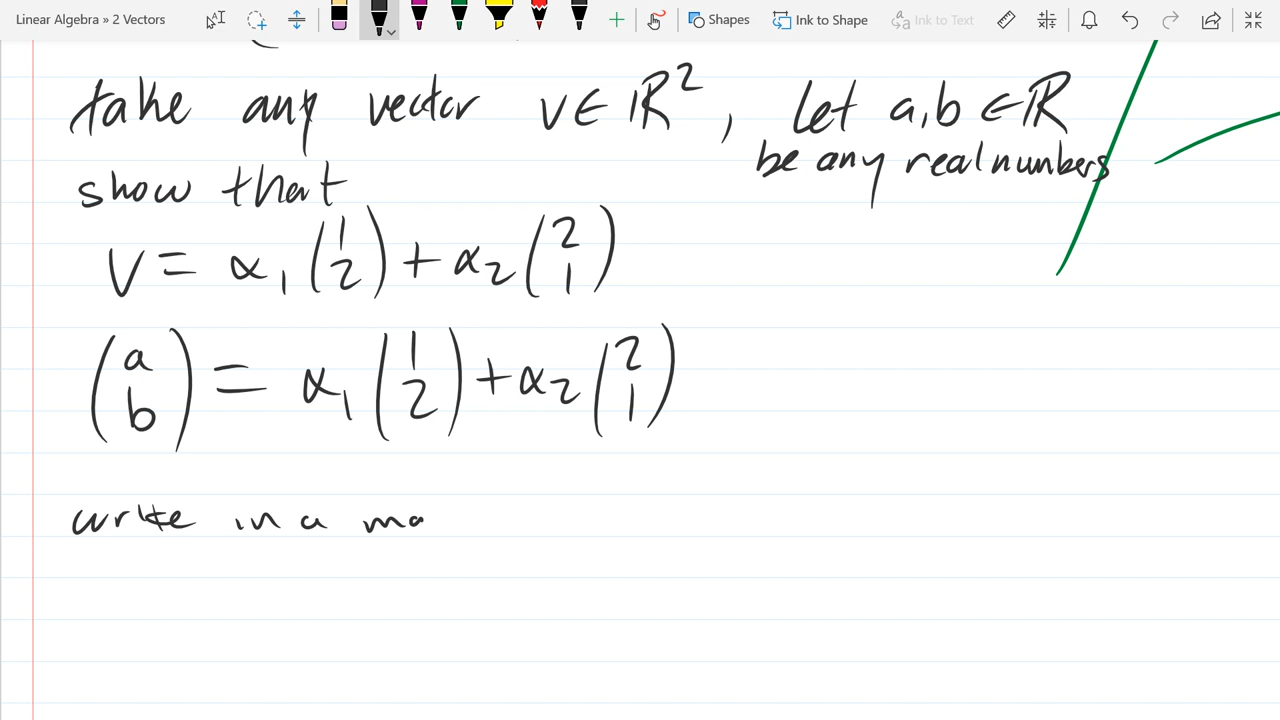 Linear Algebra » 2 Vectors Shapes Ink to Shape Ink to Text
take any vector v ∈ ℝ², let a, b ∈ ℝ
be any real numbers
show that
v = α₁ (1 2) + α₂ (2 1)
(a b) = α₁ (1 2) + α₂ (2 1)
write in a ma